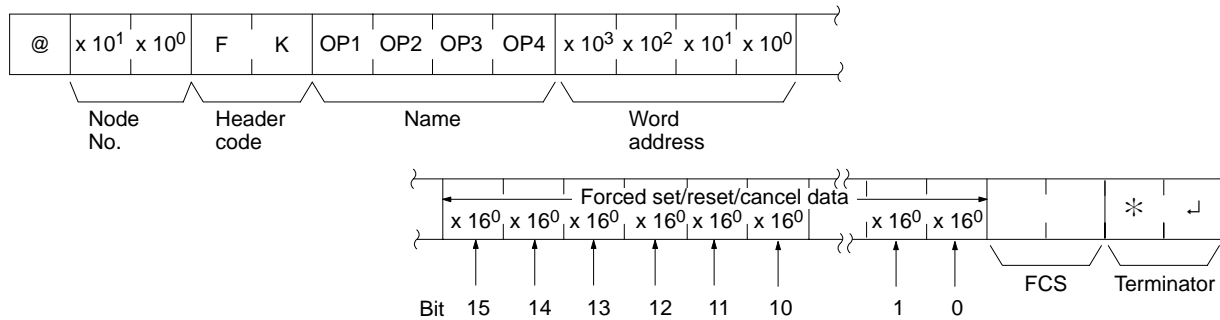 @ x 10¹ x 10⁰ F K OP1 OP2 OP3 OP4 x 10³ x 10² x 10¹ x 10⁰
Node No. Header code Name Word address
Forced set/reset/cancel data
x 16⁰ x 16⁰ x 16⁰ x 16⁰ x 16⁰ x 16⁰ x 16⁰ x 16⁰ * ↵
FCS Terminator
Bit 15 14 13 12 11 10 1 0